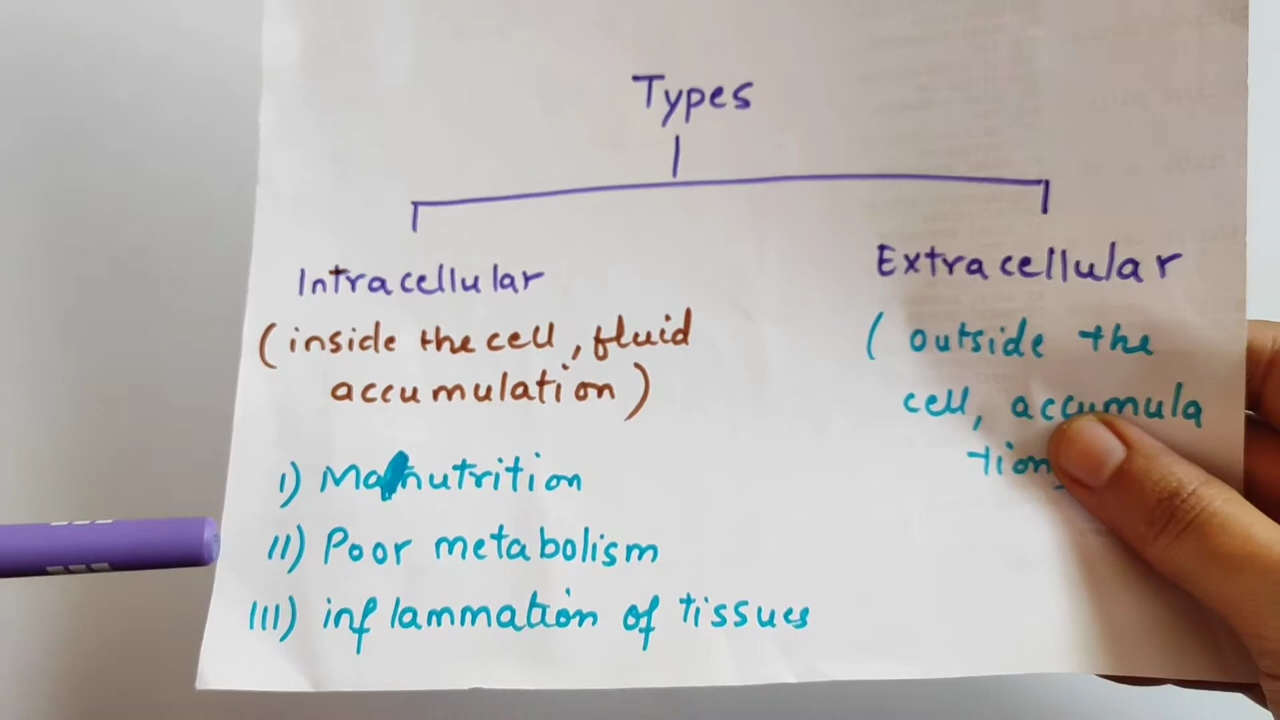 Types
Intracellular
(inside the cell, fluid
accumulation)
i) Malnutrition
ii) Poor metabolism
iii) inflammation of tissues
Extracellular
( outside the
cell, accumula
tion